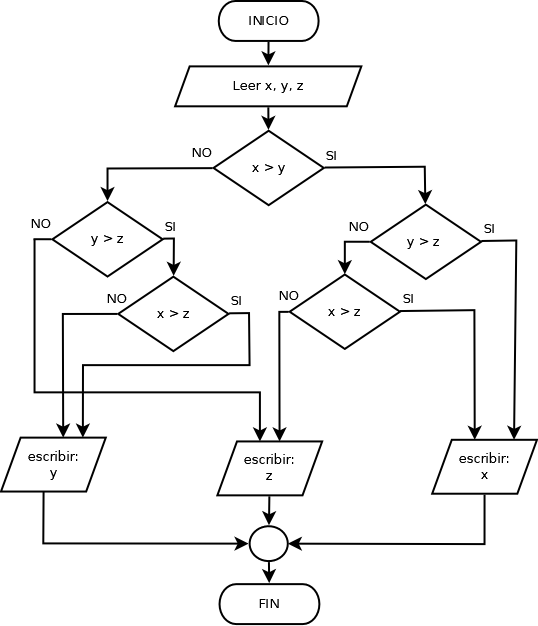 INICIO
Leer x, y, z
x > y
NO
SI
y > z
NO
SI
y > z
NO
SI
x > z
NO
SI
x > z
NO
SI
escribir:
y
escribir:
z
escribir:
x
FIN